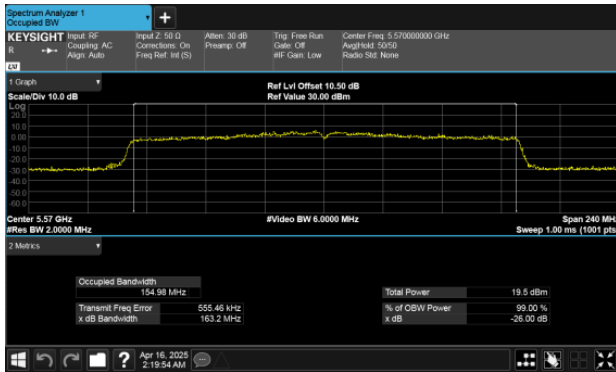 Spectrum Analyzer 1
Occupied BW
+
KEYSIGHT Input: RF Input Z: 50 Ω Atten: 30 dB Trig: Free Run Center Freq: 5.570000000 GHz
R Coupling: AC Corrections: On Preamp: Off Gate: Off Avg|Hold: 50/50
Align: Auto Freq Ref: Int (S) #IF Gain: Low Radio Std: None
LXI
1 Graph
Ref Lvl Offset 10.50 dB
Scale/Div 10.0 dB Ref Value 30.00 dBm
Log
20.0
10.0
0.00
-10.0
-20.0
-30.0
-40.0
-50.0
-60.0
Center 5.57 GHz #Video BW 6.0000 MHz Span 240 MH
#Res BW 2.0000 MHz Sweep 1.00 ms (1001 pts
2 Metrics
Occupied Bandwidth
154.98 MHz Total Power 19.5 dBm
Transmit Freq Error 555.46 kHz % of OBW Power 99.00 %
x dB Bandwidth 163.2 MHz x dB -26.00 dB
? Apr 16, 2025
2:19:54 AM